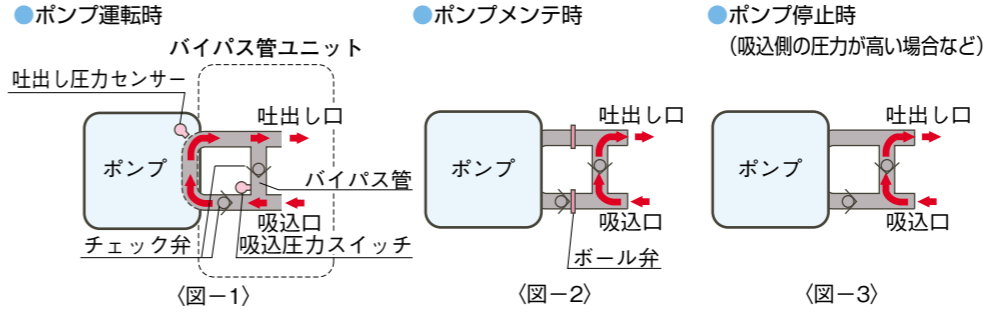 ●ポンプ運転時
バイパス管ユニット
吐出し圧力センサー
吐出し口
ポンプ
バイパス管
吸込口
チェック弁
吸込圧力スイッチ
〈図－1〉
●ポンプメンテ時
吐出し口
ポンプ
吸込口
ボール弁
〈図－2〉
●ポンプ停止時
（吸込側の圧力が高い場合など）
吐出し口
ポンプ
吸込口
〈図－3〉